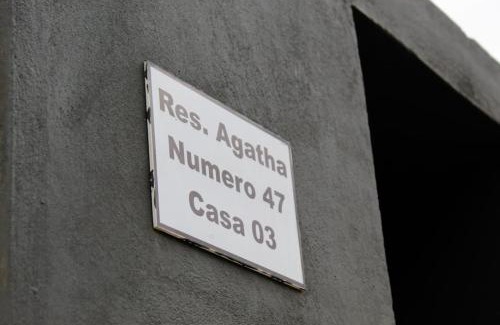 Res. Agatha
Numero 47
Casa 03